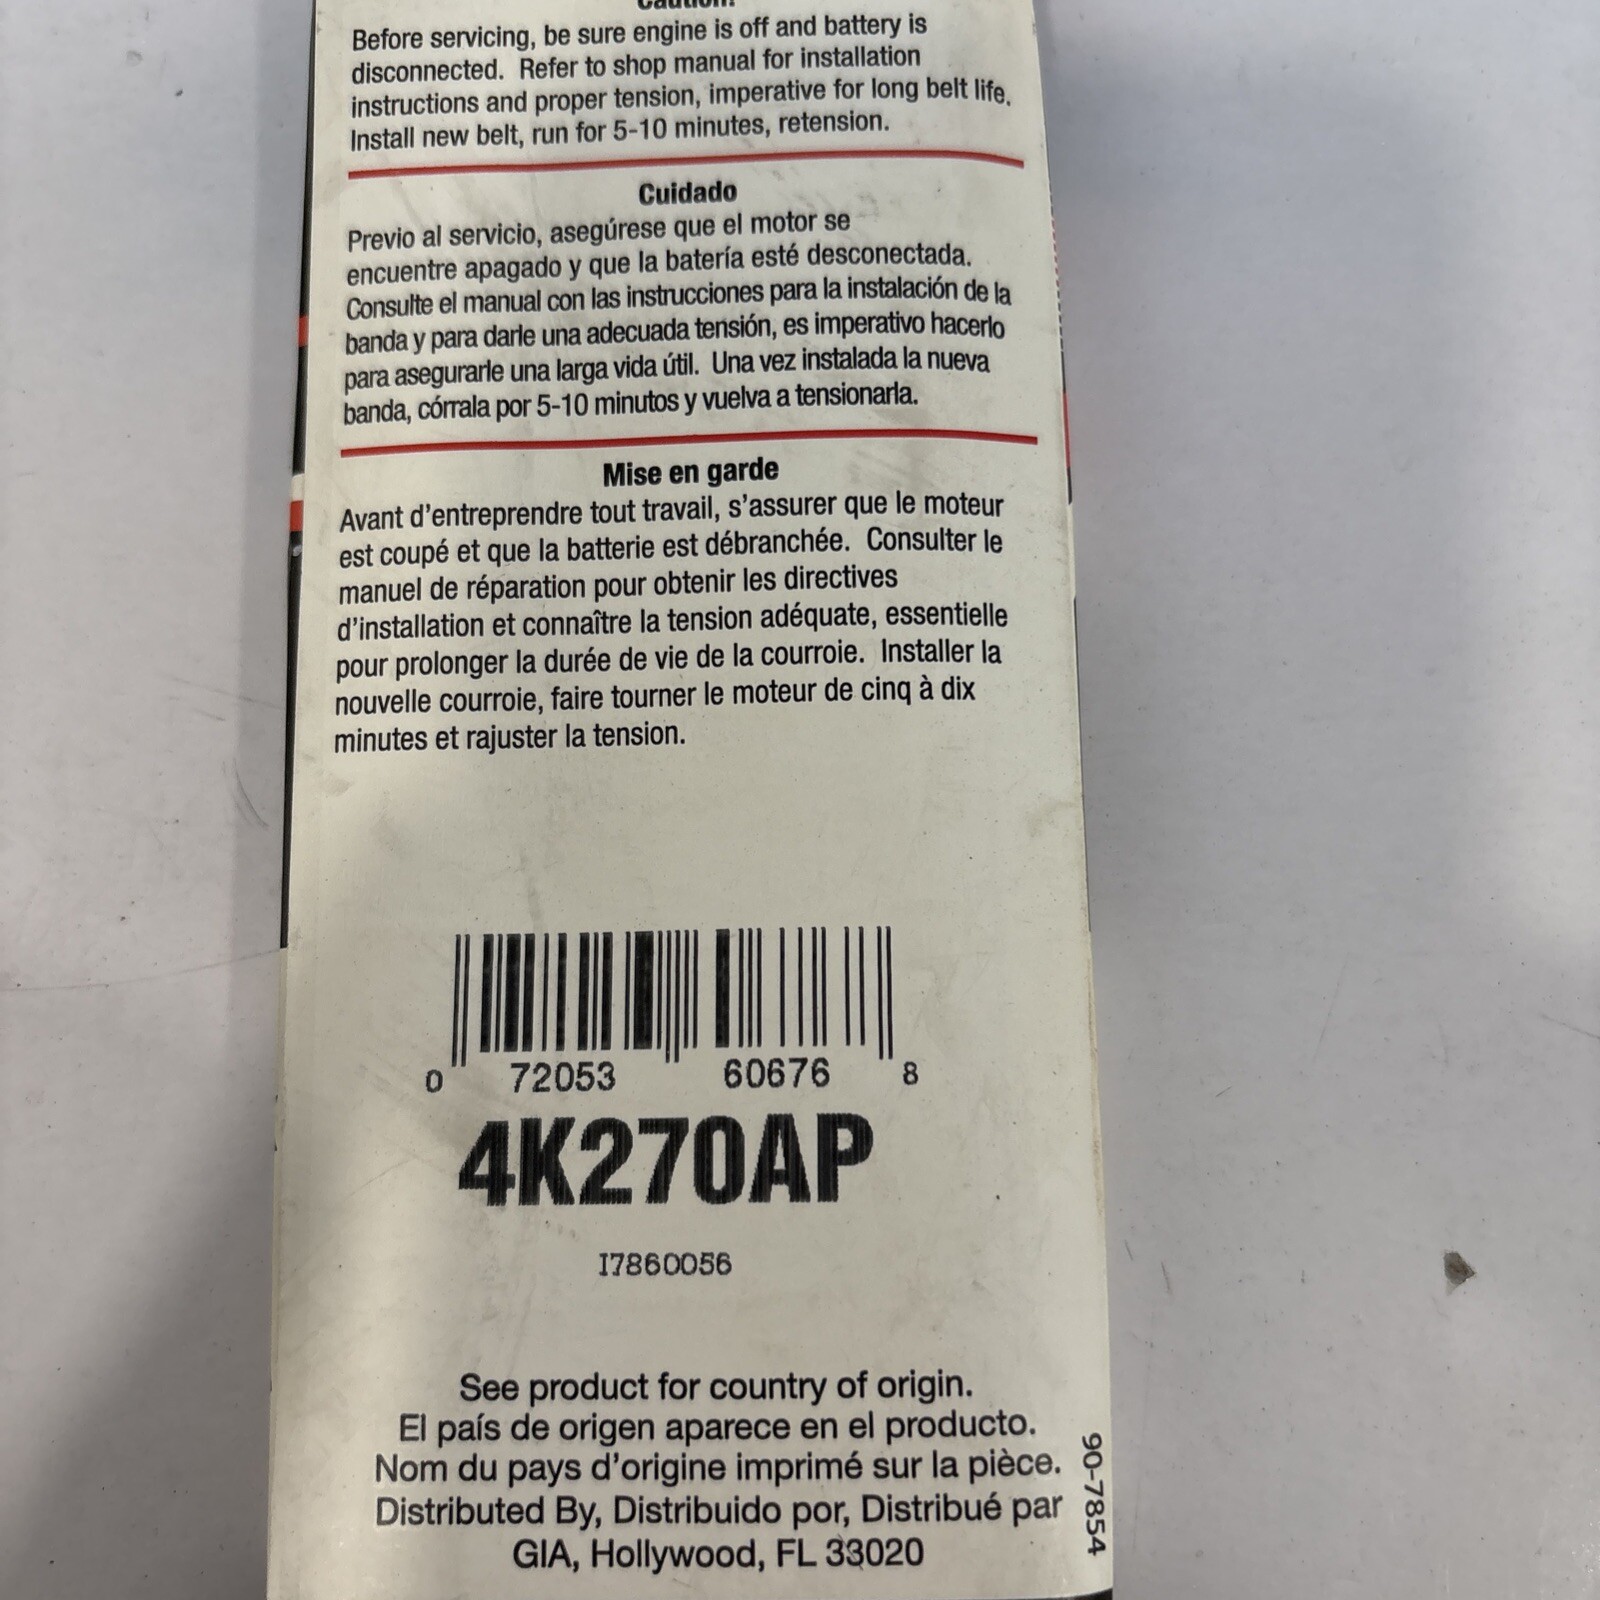 Caution!
Before servicing, be sure engine is off and battery is
disconnected. Refer to shop manual for installation
instructions and proper tension, imperative for long belt life.
Install new belt, run for 5-10 minutes, retension.
Cuidado
Previo al servicio, asegúrese que el motor se
encuentre apagado y que la batería esté desconectada.
Consulte el manual con las instrucciones para la instalación de la
banda y para darle una adecuada tensión, es imperativo hacerlo
para asegurarle una larga vida útil. Una vez instalada la nueva
banda, córrala por 5-10 minutos y vuelva a tensionarla.
Mise en garde
Avant d'entreprendre tout travail, s'assurer que le moteur
est coupé et que la batterie est débranchée. Consulter le
manuel de réparation pour obtenir les directives
d'installation et connaître la tension adéquate, essentielle
pour prolonger la durée de vie de la courroie. Installer la
nouvelle courroie, faire tourner le moteur de cinq à dix
minutes et rajuster la tension.
0 72053 60676 8
4K270AP
I7860056
See product for country of origin.
El país de origen aparece en el producto.
Nom du pays d'origine imprimé sur la pièce.
Distributed By, Distribuido por, Distribué par
GIA, Hollywood, FL 33020
90-7854